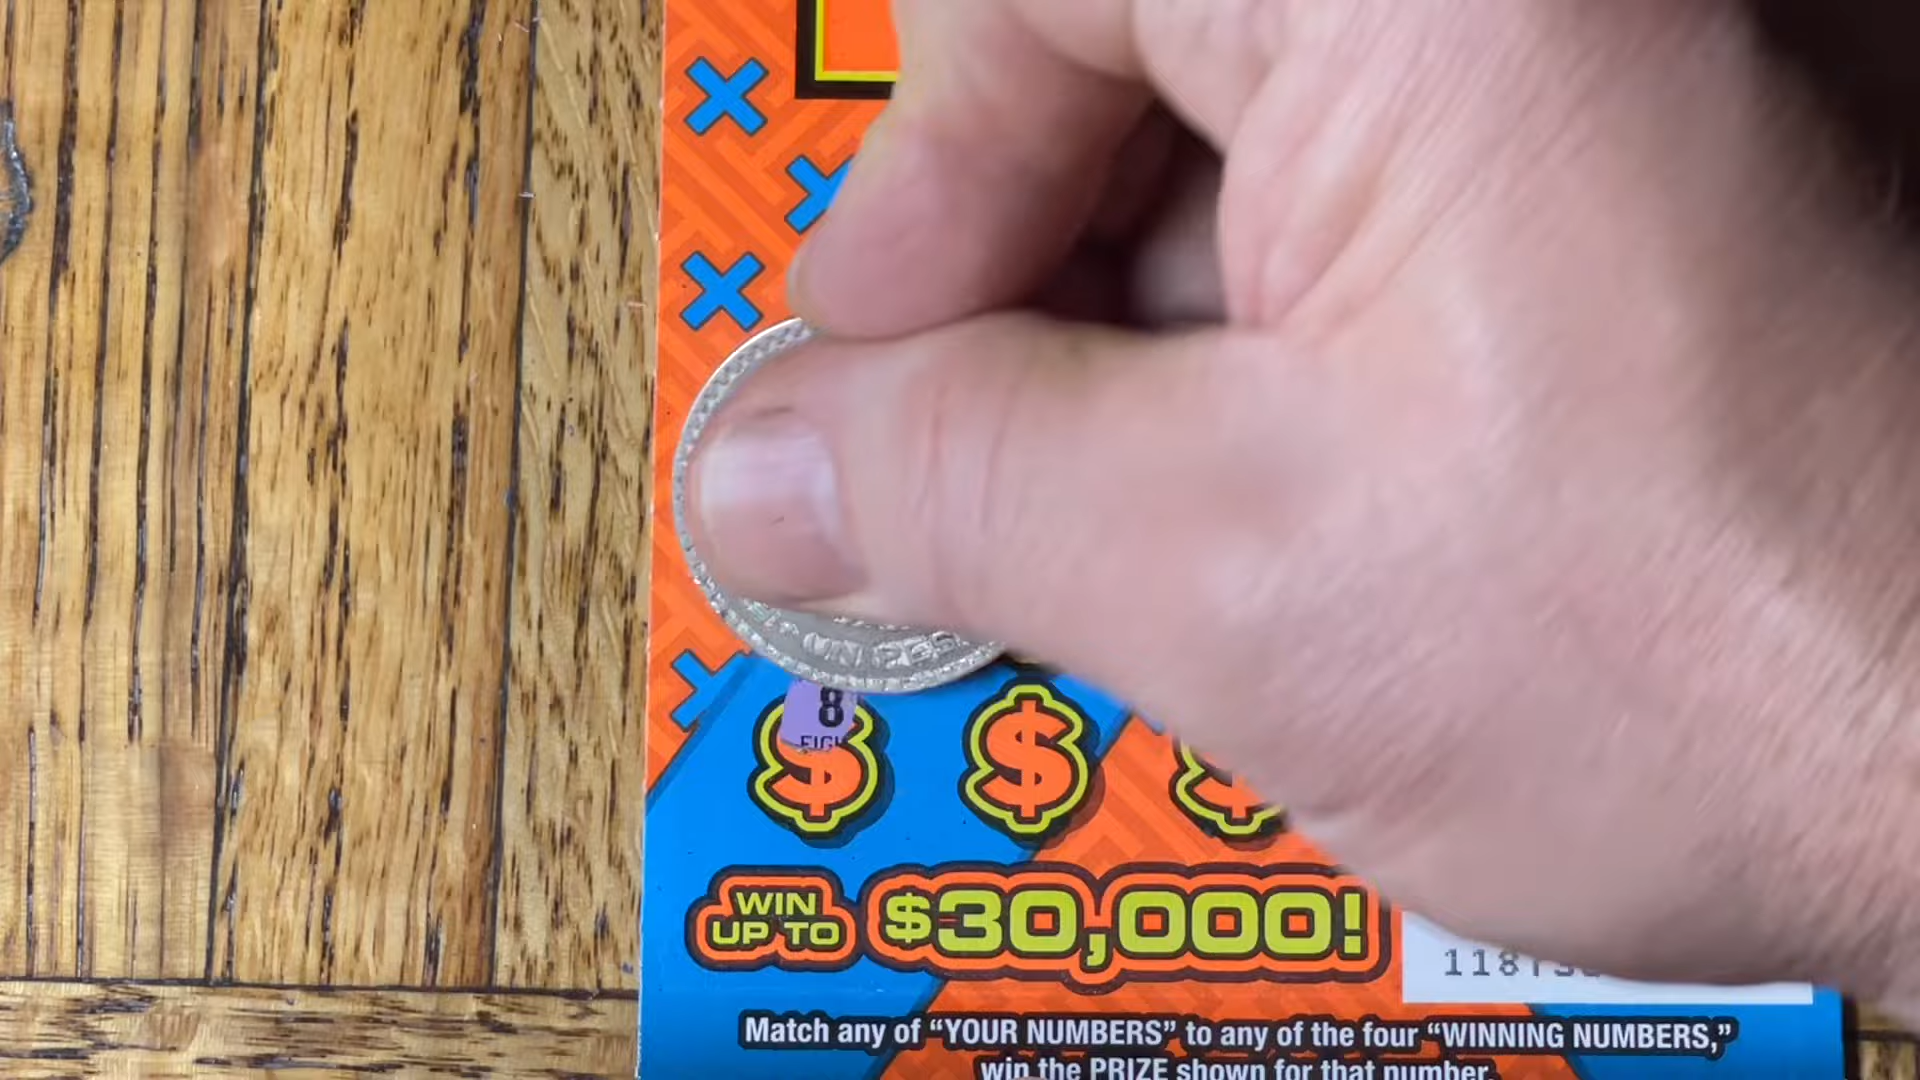 8
WIN
UP TO
$30,000!
Match any of “YOUR NUMBERS” to any of the four “WINNING NUMBERS,”
win the PRIZE shown for that number.